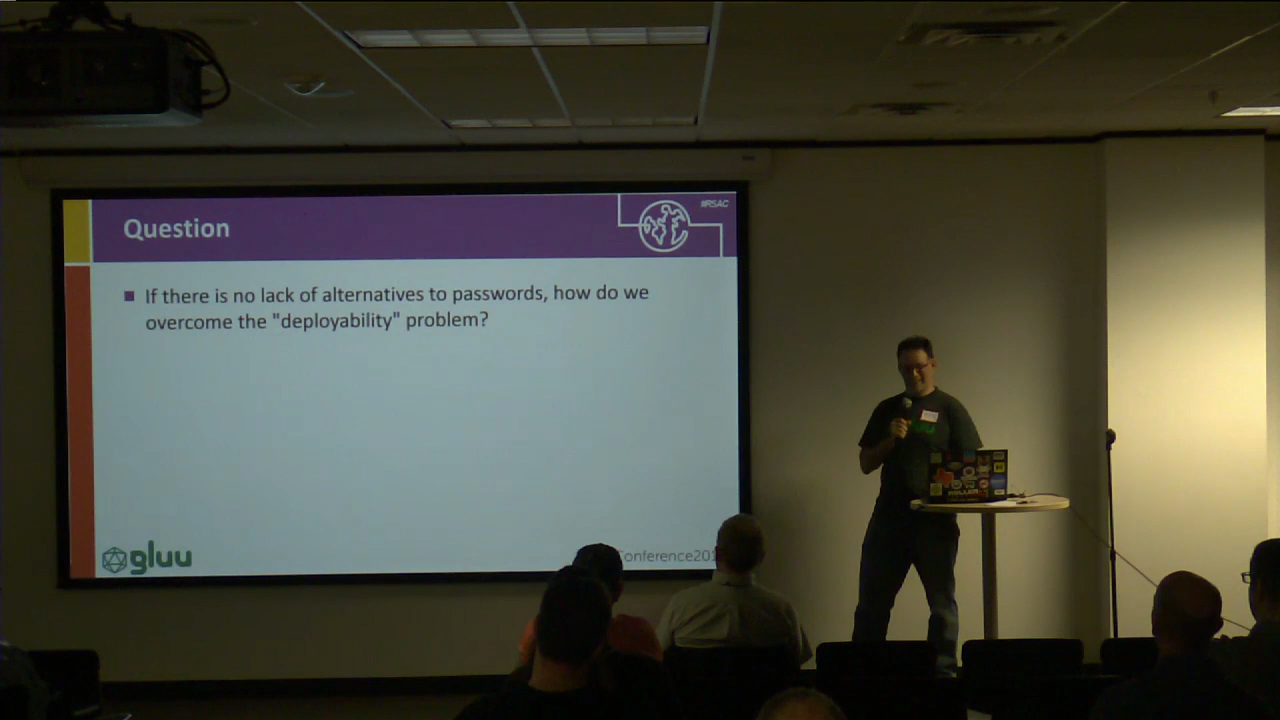 Question
#RSAC
If there is no lack of alternatives to passwords, how do we
overcome the "deployability" problem?
gluu
Conference201